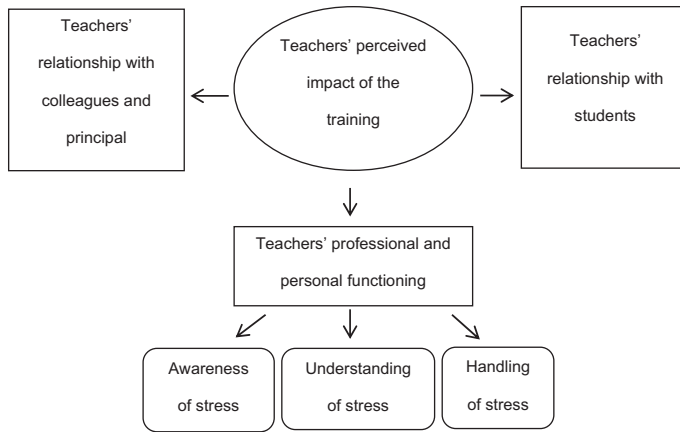 Teachers'
relationship with
colleagues and
principal
Teachers' perceived
impact of the
training
Teachers'
relationship with
students
Teachers' professional and
personal functioning
Awareness
of stress
Understanding
of stress
Handling
of stress